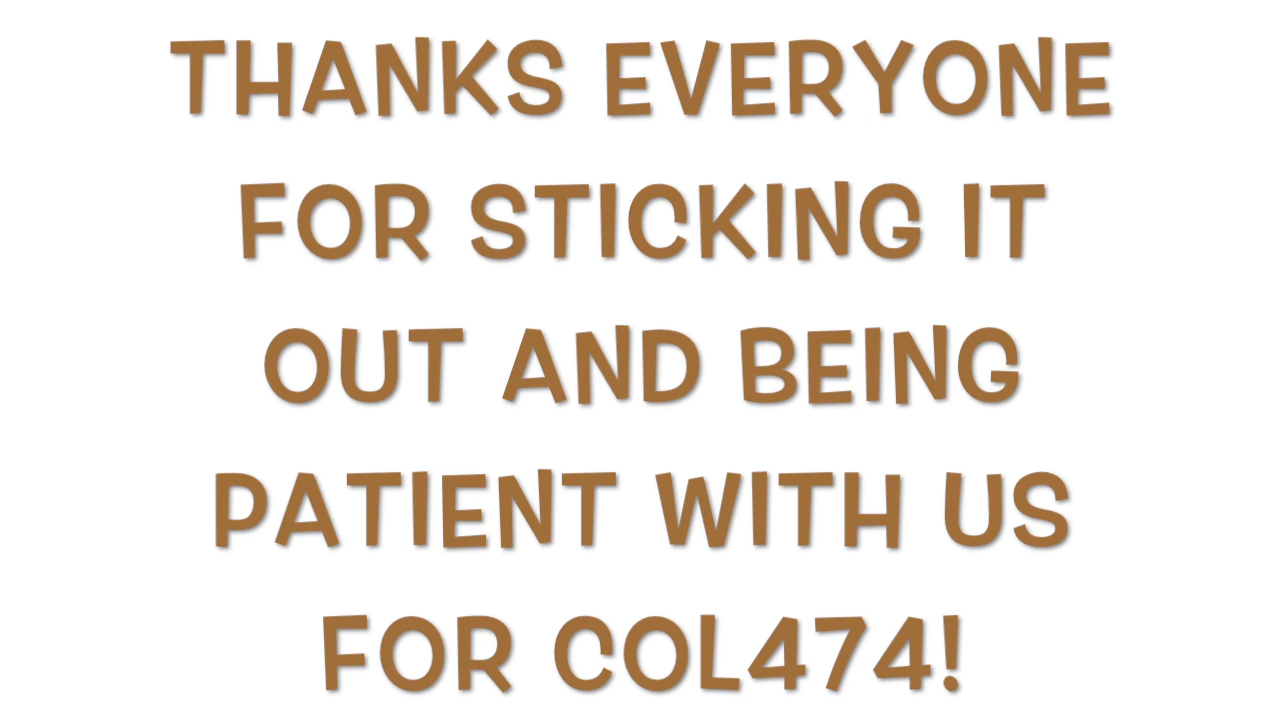 THANKS EVERYONE
FOR STICKING IT
OUT AND BEING
PATIENT WITH US
FOR COL474!